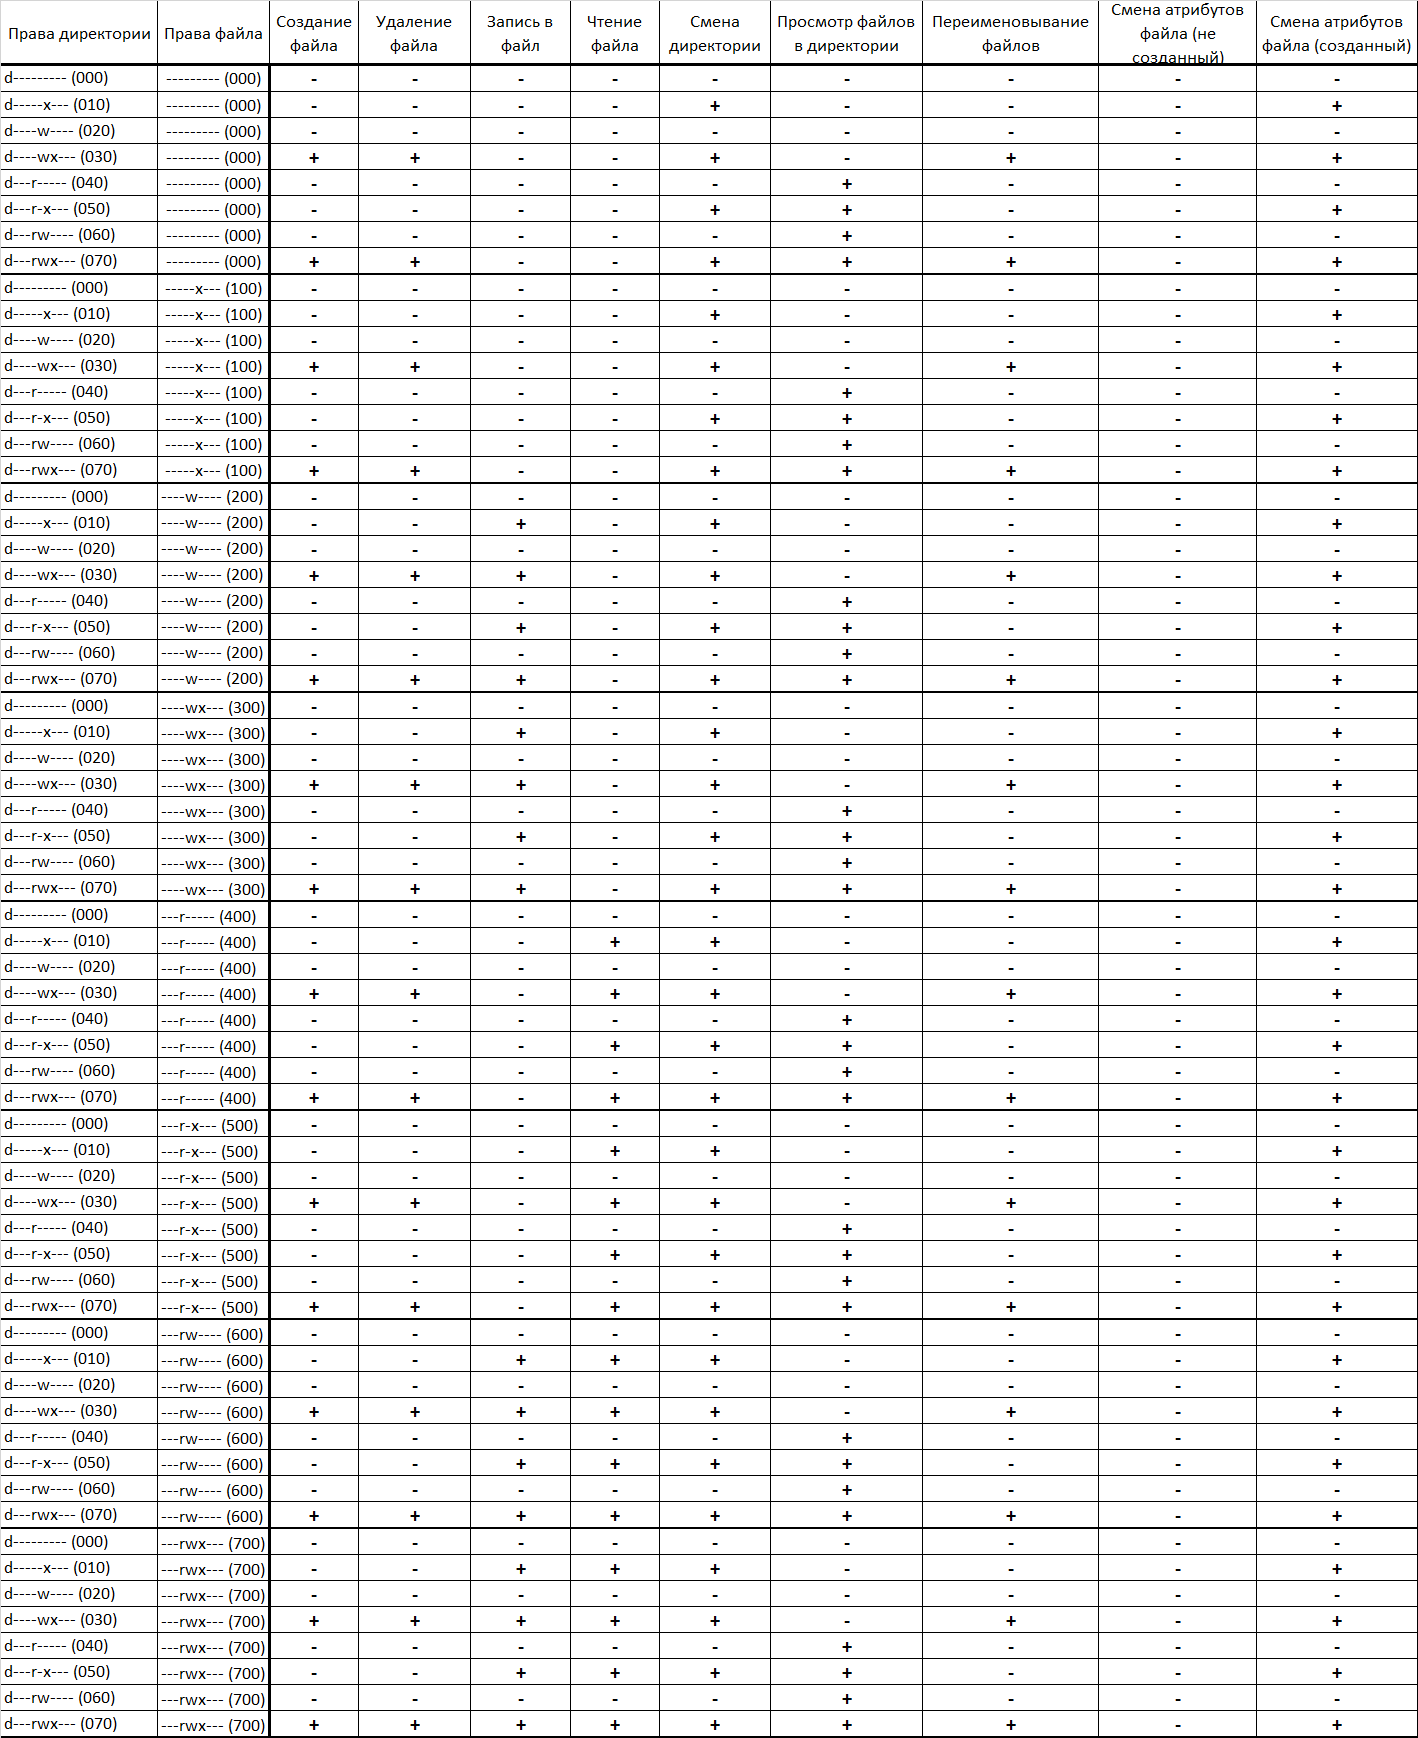 Права директории Права файла Создание файла Удаление файла Запись в файл Чтение файла Смена директории Просмотр файлов в директории Переименовывание файлов Смена атрибутов файла (не созданный) Смена атрибутов файла (созданный)
d--------- (000) --------- (000) - - - - - - - - -
d-----x--- (010) --------- (000) - - - - + - - - +
d----w---- (020) --------- (000) - - - - - - - - -
d----wx--- (030) --------- (000) + + - - + - + - +
d---r----- (040) --------- (000) - - - - - + - - -
d---r-x--- (050) --------- (000) - - - - + + - - +
d---rw---- (060) --------- (000) - - - - - + - - -
d---rwx--- (070) --------- (000) + + - - + + + - +
d--------- (000) -----x--- (100) - - - - - - - - -
d-----x--- (010) -----x--- (100) - - - - + - - - +
d----w---- (020) -----x--- (100) - - - - - - - - -
d----wx--- (030) -----x--- (100) + + - - + - + - +
d---r----- (040) -----x--- (100) - - - - - + - - -
d---r-x--- (050) -----x--- (100) - - - - + + - - +
d---rw---- (060) -----x--- (100) - - - - - + - - -
d---rwx--- (070) -----x--- (100) + + - - + + + - +
d--------- (000) ----w---- (200) - - - - - - - - -
d-----x--- (010) ----w---- (200) - - + - + - - - +
d----w---- (020) ----w---- (200) - - - - - - - - -
d----wx--- (030) ----w---- (200) + + + - + - + - +
d---r----- (040) ----w---- (200) - - - - - + - - -
d---r-x--- (050) ----w---- (200) - - + - + + - - +
d---rw---- (060) ----w---- (200) - - - - - + - - -
d---rwx--- (070) ----w---- (200) + + + - + + + - +
d--------- (000) ----wx--- (300) - - - - - - - - -
d-----x--- (010) ----wx--- (300) - - + - + - - - +
d----w---- (020) ----wx--- (300) - - - - - - - - -
d----wx--- (030) ----wx--- (300) + + + - + - + - +
d---r----- (040) ----wx--- (300) - - - - - + - - -
d---r-x--- (050) ----wx--- (300) - - + - + + - - +
d---rw---- (060) ----wx--- (300) - - - - - + - - -
d---rwx--- (070) ----wx--- (300) + + + - + + + - +
d--------- (000) ---r----- (400) - - - - - - - - -
d-----x--- (010) ---r----- (400) - - - + + - - - +
d----w---- (020) ---r----- (400) - - - - - - - - -
d----wx--- (030) ---r----- (400) + + - + + - + - +
d---r----- (040) ---r----- (400) - - - - - + - - -
d---r-x--- (050) ---r----- (400) - - - + + + - - +
d---rw---- (060) ---r----- (400) - - - - - + - - -
d---rwx--- (070) ---r----- (400) + + - + + + + - +
d--------- (000) ---r-x--- (500) - - - - - - - - -
d-----x--- (010) ---r-x--- (500) - - - + + - - - +
d----w---- (020) ---r-x--- (500) - - - - - - - - -
d----wx--- (030) ---r-x--- (500) + + - + + - + - +
d---r----- (040) ---r-x--- (500) - - - - - + - - -
d---r-x--- (050) ---r-x--- (500) - - - + + + - - +
d---rw---- (060) ---r-x--- (500) - - - - - + - - -
d---rwx--- (070) ---r-x--- (500) + + - + + + + - +
d--------- (000) ---rw---- (600) - - - - - - - - -
d-----x--- (010) ---rw---- (600) - - + + + - - - +
d----w---- (020) ---rw---- (600) - - - - - - - - -
d----wx--- (030) ---rw---- (600) + + + + + - + - +
d---r----- (040) ---rw---- (600) - - - - - + - - -
d---r-x--- (050) ---rw---- (600) - - + + + + - - +
d---rw---- (060) ---rw---- (600) - - - - - + - - -
d---rwx--- (070) ---rw---- (600) + + + + + + + - +
d--------- (000) ---rwx--- (700) - - - - - - - - -
d-----x--- (010) ---rwx--- (700) - - + + + - - - +
d----w---- (020) ---rwx--- (700) - - - - - - - - -
d----wx--- (030) ---rwx--- (700) + + + + + - + - +
d---r----- (040) ---rwx--- (700) - - - - - + - - -
d---r-x--- (050) ---rwx--- (700) - - + + + + - - +
d---rw---- (060) ---rwx--- (700) - - - - - + - - -
d---rwx--- (070) ---rwx--- (700) + + + + + + + - +